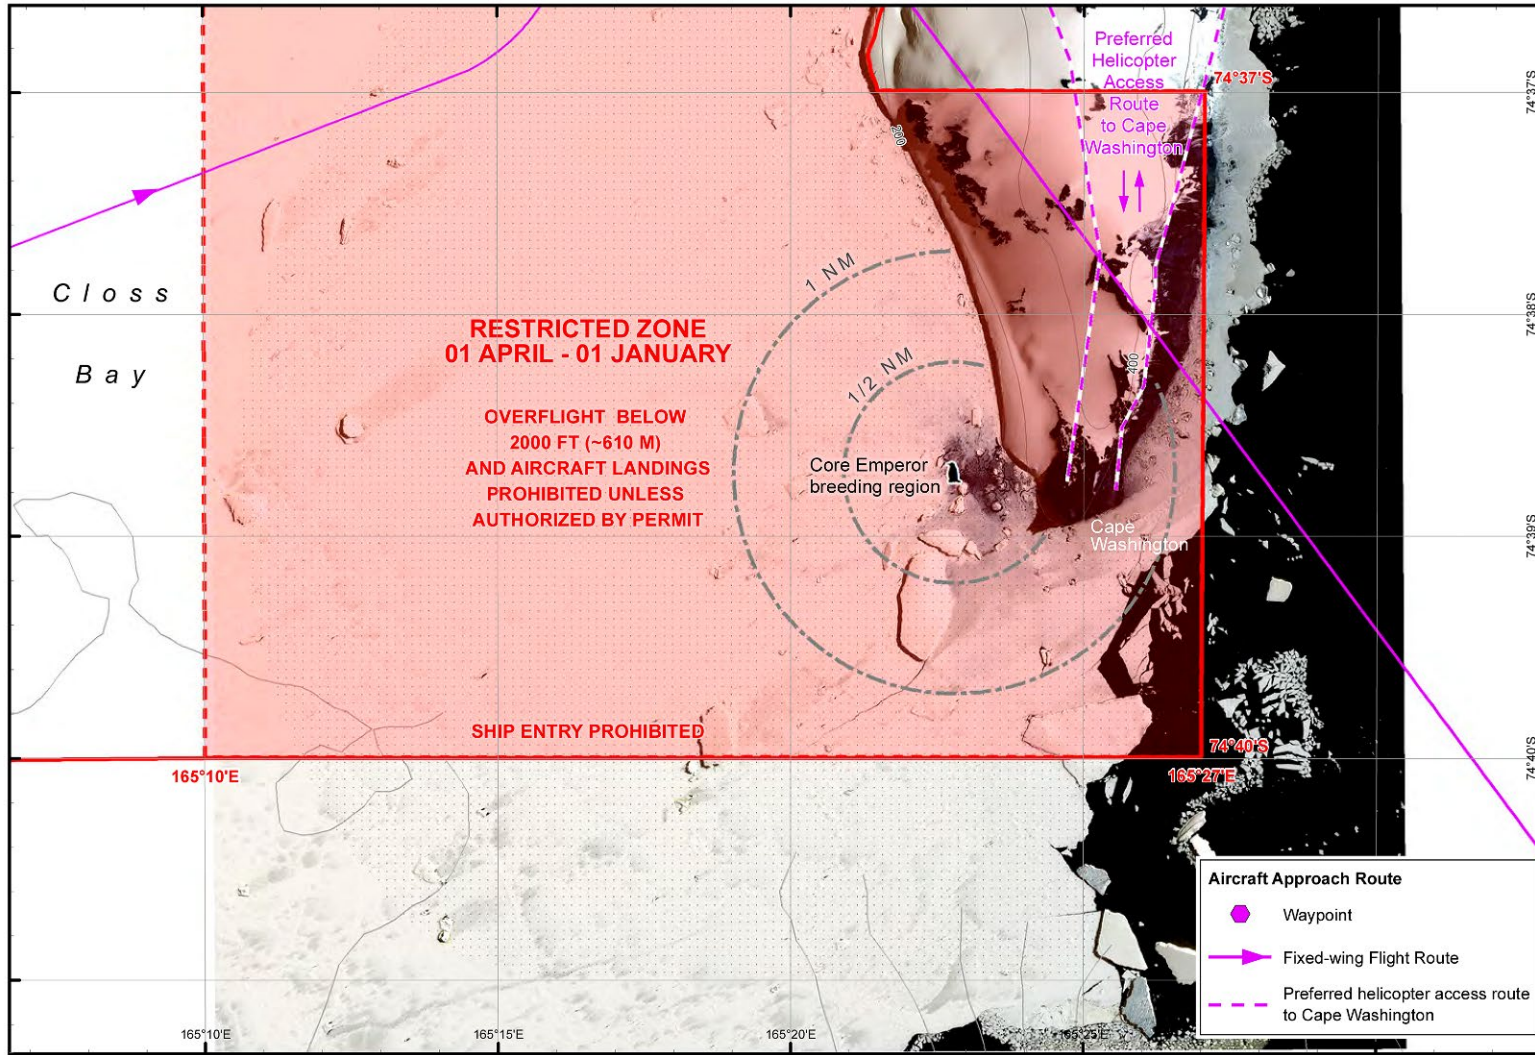 Preferred
Helicopter
Access
Route
to Cape
Washington
74°37'S
74°37'S
200
Closs
Bay
1 NM
74°38'S
RESTRICTED ZONE
01 APRIL - 01 JANUARY
1/2 NM
400
OVERFLIGHT BELOW
2000 FT (~610 M)
AND AIRCRAFT LANDINGS
PROHIBITED UNLESS
AUTHORIZED BY PERMIT
Core Emperor
breeding region
Cape
Washington
74°39'S
SHIP ENTRY PROHIBITED
74°40'S
74°40'S
165°10'E
165°27'E
Aircraft Approach Route
Waypoint
Fixed-wing Flight Route
Preferred helicopter access route
to Cape Washington
165°10'E
165°15'E
165°20'E
165°25'E